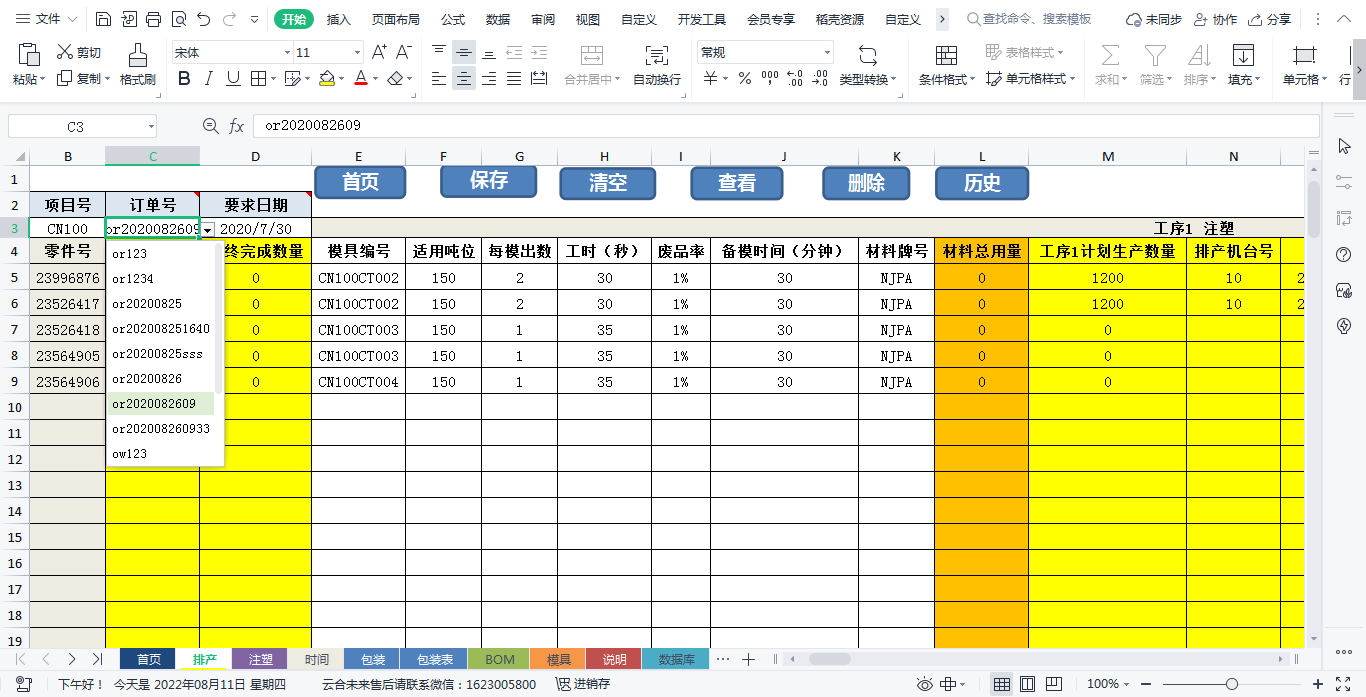 文件 开始 插入 页面布局 公式 数据 审阅 视图 自定义 开发工具 会员专享 稻壳资源 自定义 查找命令、搜索模板 未同步 协作 分享
剪切 宋体 11 常规 表格样式
粘贴 复制 格式刷 合并居中 自动换行 类型转换 条件格式 单元格样式 求和 筛选 排序 填充 单元格 行
C3 fx or2020082609
B C D E F G H I J K L M N
1 首页 保存 清空 查看 删除 历史
2 项目号 订单号 要求日期
3 CN100 or2020082609 2020/7/30 工序1 注塑
4 零件号 终完成数量 模具编号 适用吨位 每模出数 工时（秒） 废品率 备模时间（分钟） 材料牌号 材料总用量 工序1计划生产数量 排产机台号
5 23996876 0 CN100CT002 150 2 30 1% 30 NJPA 0 1200 10 2
6 23526417 0 CN100CT002 150 2 30 1% 30 NJPA 0 1200 10 2
7 23526418 0 CN100CT003 150 1 35 1% 30 NJPA 0 0
8 23564905 0 CN100CT003 150 1 35 1% 30 NJPA 0 0
9 23564906 0 CN100CT004 150 1 35 1% 30 NJPA 0 0
10
11
12
13
14
15
16
17
18
19
or123
or1234
or20200825
or202008251640
or20200825sss
or20200826
or2020082609
or202008260933
ow123
首页 排产 注塑 时间 包装 包装表 BOM 模具 说明 数据库
下午好！ 今天是 2022年08月11日 星期四 云合未来售后请联系微信：1623005800 进销存 100%